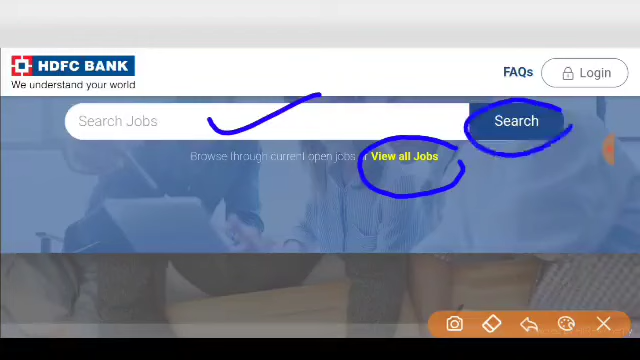 HDFC BANK
We understand your world
FAQs
Login
Search Jobs
Search
Browse through current open jobs
View all Jobs